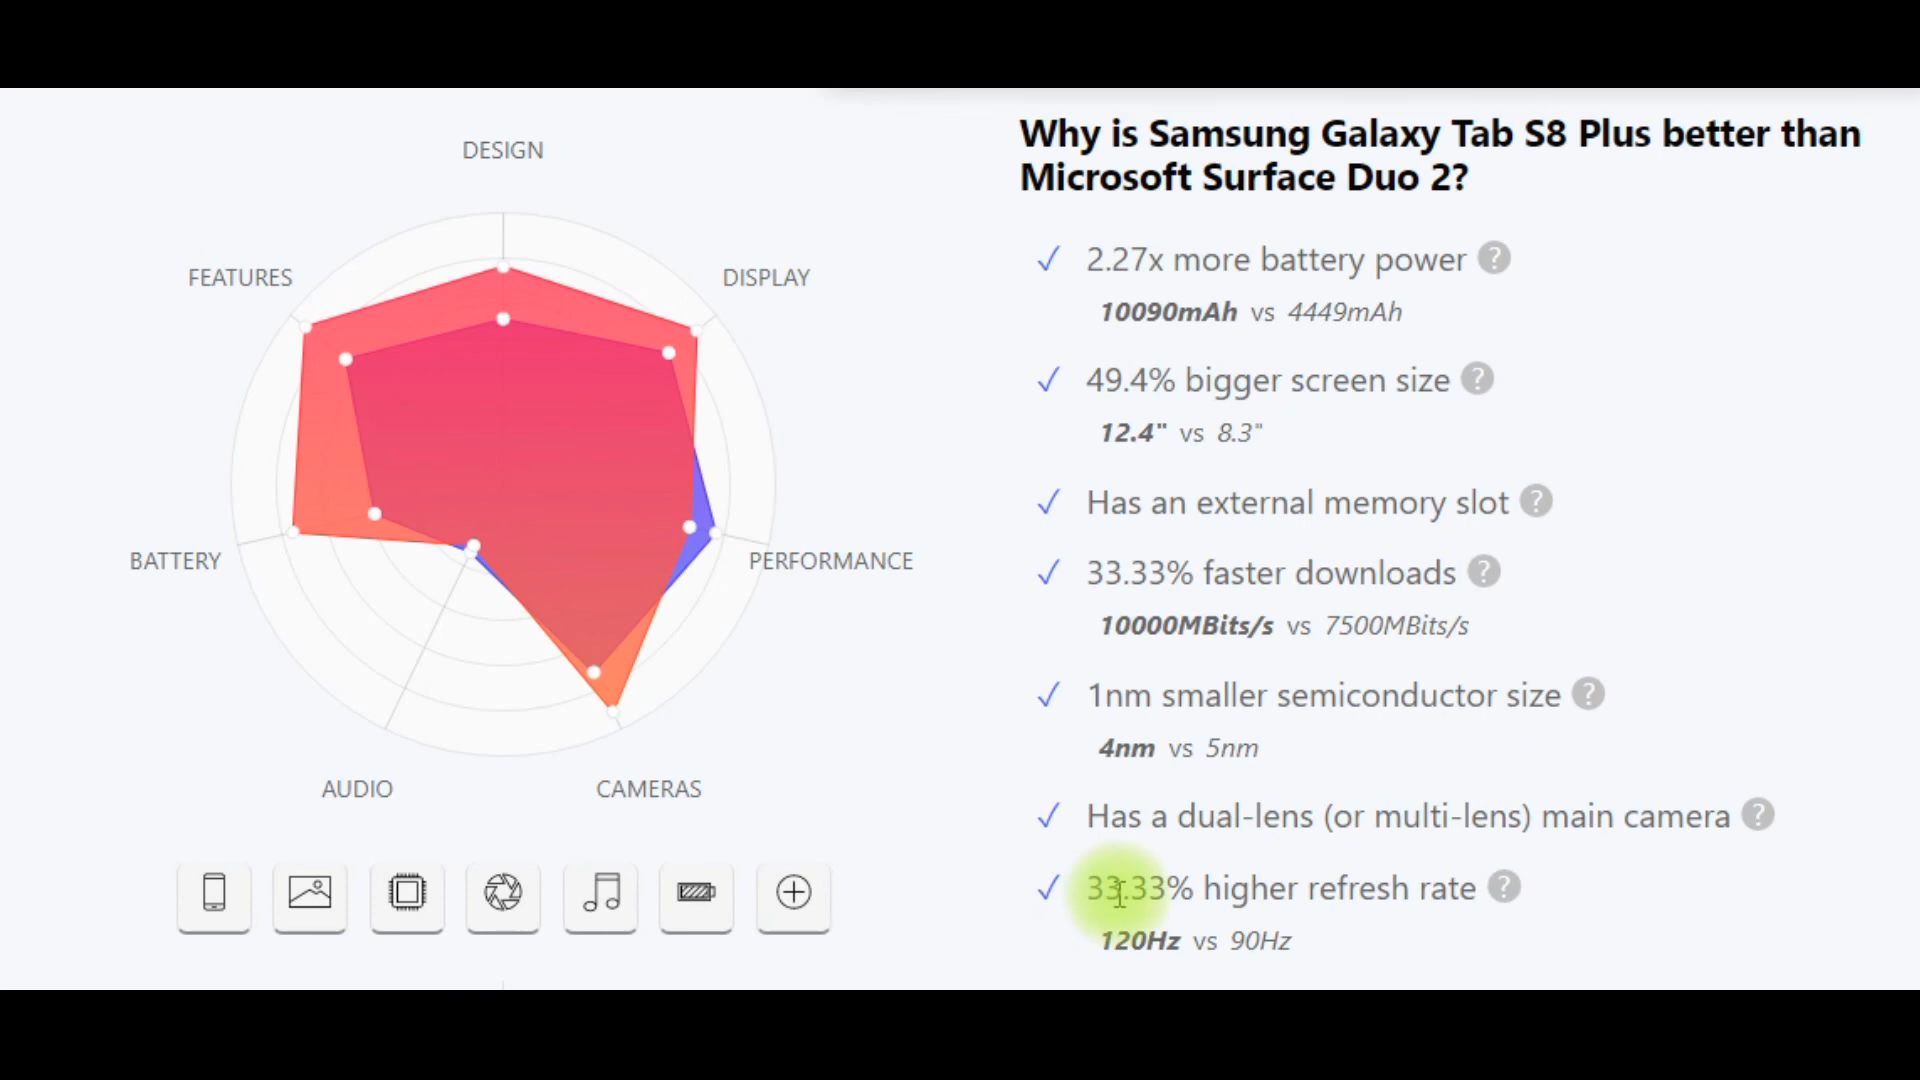 DESIGN
FEATURES
DISPLAY
BATTERY
PERFORMANCE
AUDIO
CAMERAS
Why is Samsung Galaxy Tab S8 Plus better than
Microsoft Surface Duo 2?
✓ 2.27x more battery power ?
10090mAh vs 4449mAh
✓ 49.4% bigger screen size ?
12.4" vs 8.3"
✓ Has an external memory slot ?
✓ 33.33% faster downloads ?
10000MBits/s vs 7500MBits/s
✓ 1nm smaller semiconductor size ?
4nm vs 5nm
✓ Has a dual-lens (or multi-lens) main camera ?
✓ 33.33% higher refresh rate ?
120Hz vs 90Hz